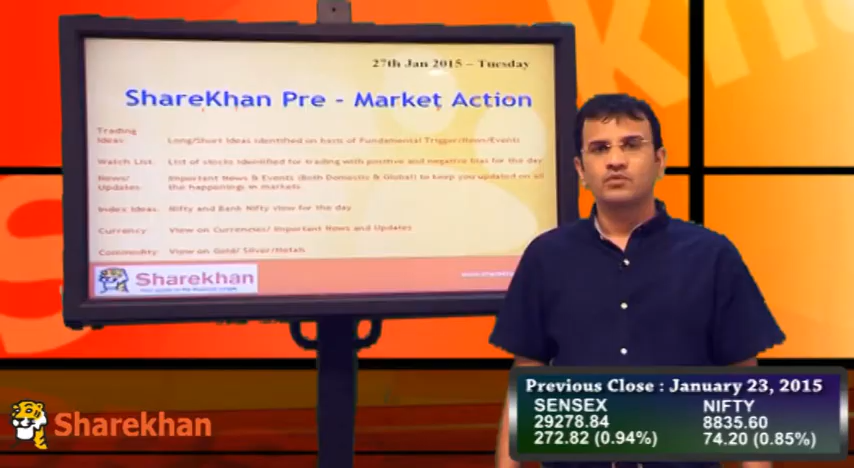 27th Jan 2015 – Tuesday
ShareKhan Pre - Market Action
Trading Ideas: Long/Short Ideas identified on basis of Fundamental Trigger/News/Events
Watch List: List of stocks identified for trading with positive and negative bias for the day
News/ Updates Important News & Events (Both Domestic & Global) to keep you updated on all
the happenings in markets
Index Ideas: Nifty and Bank Nifty view for the day
Currency: View on Currencies/ Important News and Updates
Commodity View on Gold/ Silver/Metals
Sharekhan
Sharekhan
Previous Close : January 23, 2015
SENSEX NIFTY
29278.84 8835.60
272.82 (0.94%) 74.20 (0.85%)